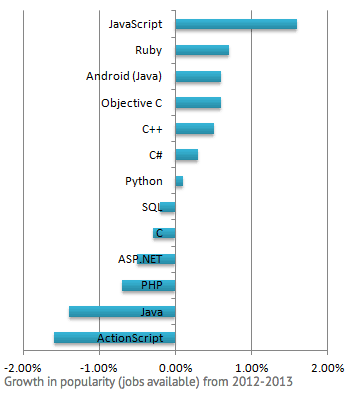 JavaScript
Ruby
Android (Java)
Objective C
C++
C#
Python
SQL
C
ASP.NET
PHP
Java
ActionScript
-2.00% -1.00% 0.00% 1.00% 2.00%
Growth in popularity (jobs available) from 2012-2013